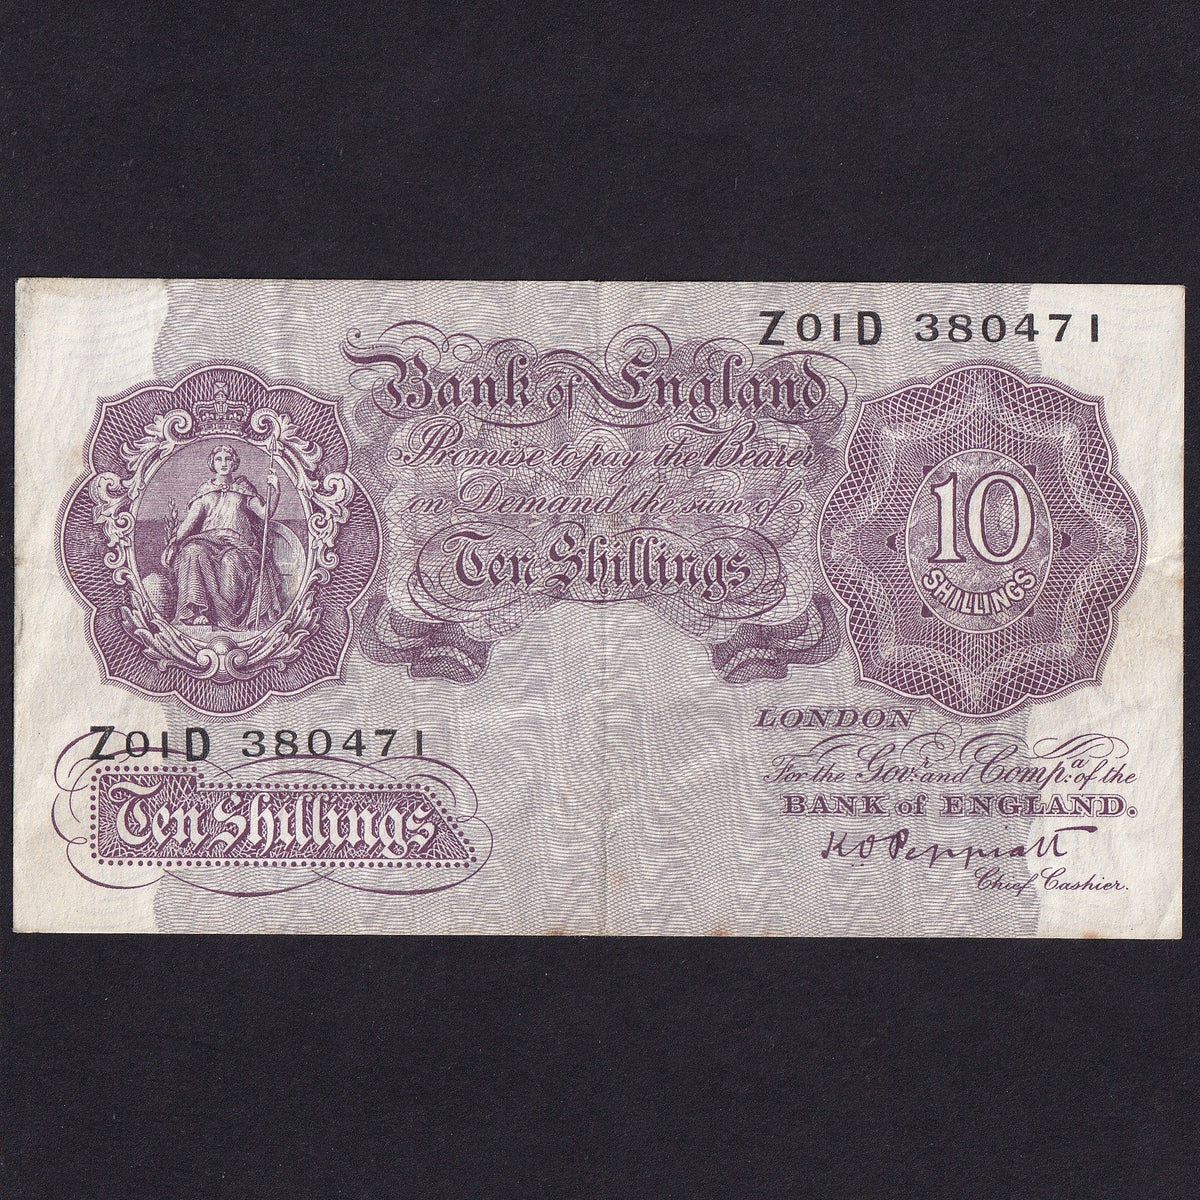 Z01D 380471
Bank of England
Promise to pay the Bearer
on Demand the sum of
Ten Shillings
10
SHILLINGS
Z01D 380471
Ten Shillings
LONDON
For the Govr. and Compa. of the
BANK of ENGLAND.
K O Peppiatt
Chief Cashier.